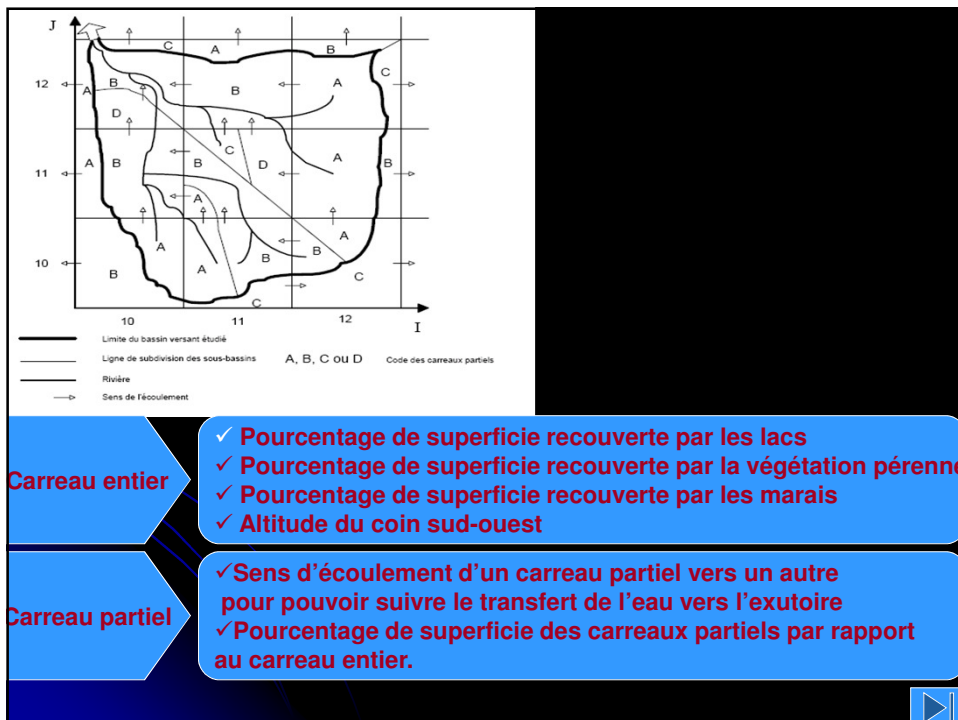 J
C
A
B
C
12
A
B
B
A
D
C
A
B
B
D
A
B
11
A
A
B
B
A
10
B
A
C
C
10
11
12
I
Limite du bassin versant étudié
Ligne de subdivision des sous-bassins
A, B, C ou D
Code des carreaux partiels
Rivière
Sens de l'écoulement
Carreau entier
✓ Pourcentage de superficie recouverte par les lacs
✓ Pourcentage de superficie recouverte par la végétation pérenne
✓ Pourcentage de superficie recouverte par les marais
✓ Altitude du coin sud-ouest
Carreau partiel
✓Sens d'écoulement d'un carreau partiel vers un autre
pour pouvoir suivre le transfert de l'eau vers l'exutoire
✓Pourcentage de superficie des carreaux partiels par rapport
au carreau entier.